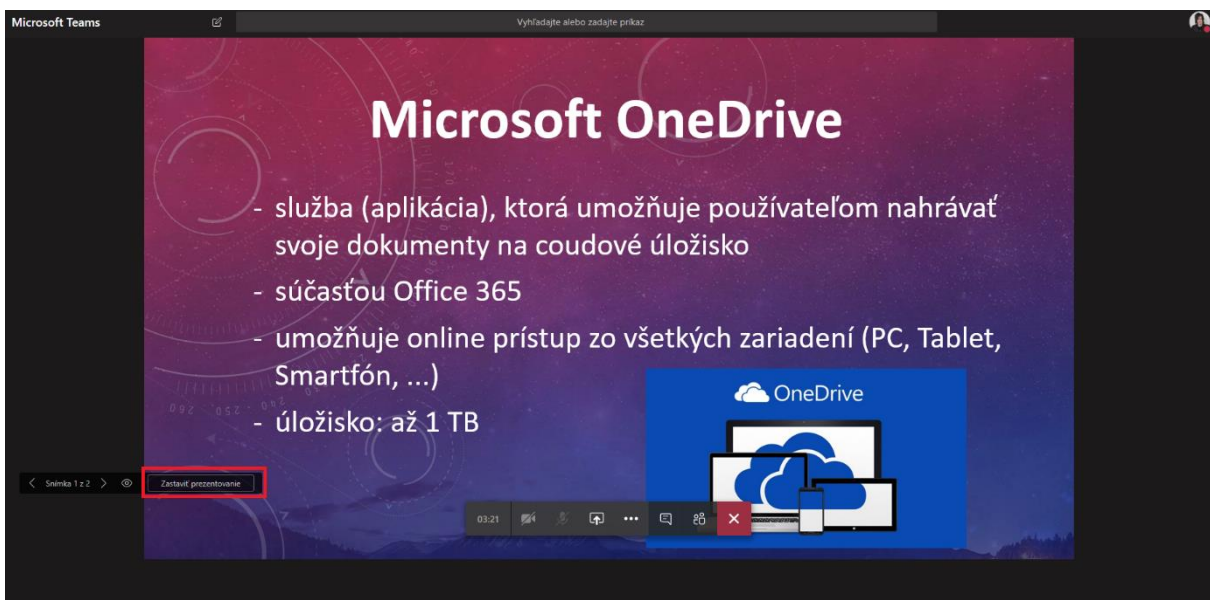 Microsoft Teams
Vyhľadajte alebo zadajte príkaz
Microsoft OneDrive
- služba (aplikácia), ktorá umožňuje používateľom nahrávať
svoje dokumenty na coudové úložisko
- súčasťou Office 365
- umožňuje online prístup zo všetkých zariadení (PC, Tablet,
Smartfón, ...)
- úložisko: až 1 TB
OneDrive
Snímka 1 z 2
Zastaviť prezentovanie
03:21